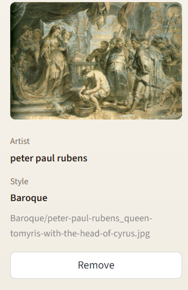 Artist
peter paul rubens
Style
Baroque
Baroque/peter-paul-rubens_queen-
tomyris-with-the-head-of-cyrus.jpg
Remove